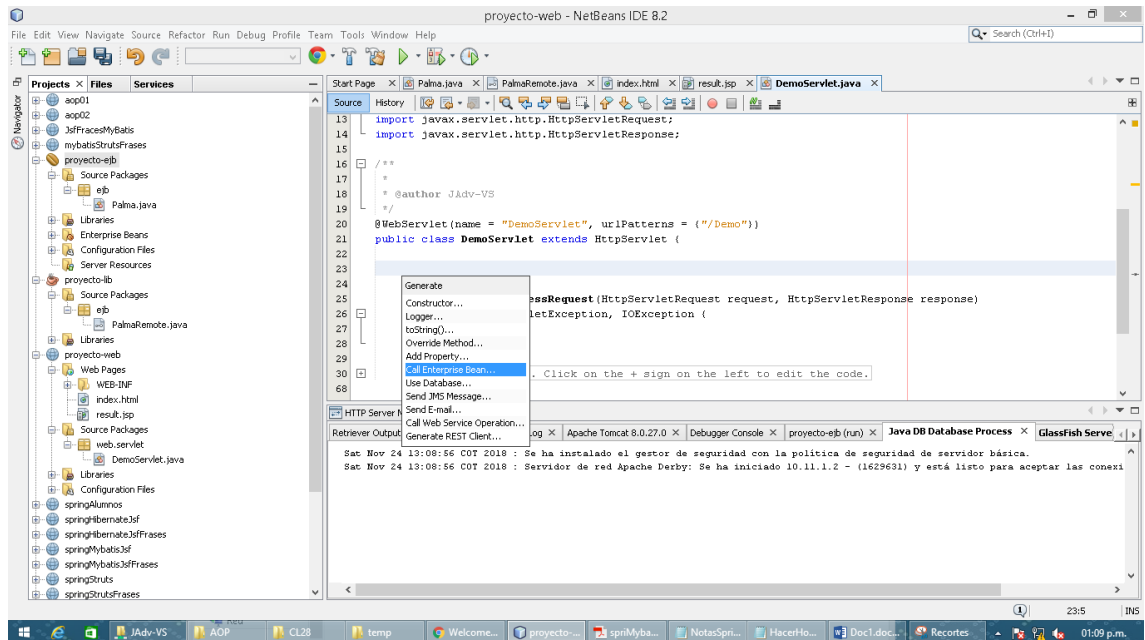 proyecto-web - NetBeans IDE 8.2
File Edit View Navigate Source Refactor Run Debug Profile Team Tools Window Help
Search (Ctrl+I)
Projects Files Services
Start Page Palma.java PalmaRemote.java index.html result.jsp DemoServlet.java
Navigator
Source History
aop01
aop02
JsfFracesMyBatis
mybatisStrutsFrases
proyecto-ejb
Source Packages
ejb
Palma.java
Libraries
Enterprise Beans
Configuration Files
Server Resources
proyecto-lib
Source Packages
ejb
PalmaRemote.java
Libraries
proyecto-web
Web Pages
WEB-INF
index.html
result.jsp
Source Packages
web.servlet
DemoServlet.java
Libraries
Configuration Files
springAlumnos
springHibernateJsf
springHibernateJsfFrases
springMybatisJsf
springMybatisJsfFrases
springStruts
springStrutsFrases
13 import javax.servlet.http.HttpServletRequest;
14 import javax.servlet.http.HttpServletResponse;
15
16 /**
17 *
18 * @author JAdv-VS
19 */
20 @WebServlet(name = "DemoServlet", urlPatterns = {"/Demo"})
21 public class DemoServlet extends HttpServlet {
22
23
24
25 essRequest(HttpServletRequest request, HttpServletResponse response)
26 letException, IOException {
27
28
29
30 . Click on the + sign on the left to edit the code.
68
Generate
Constructor...
Logger...
toString()...
Override Method...
Add Property...
Call Enterprise Bean...
Use Database...
Send JMS Message...
Send E-mail...
Call Web Service Operation...
Generate REST Client...
HTTP Server M
Retriever Output og Apache Tomcat 8.0.27.0 Debugger Console proyecto-ejb (run) Java DB Database Process GlassFish Serve
Sat Nov 24 13:08:56 COT 2018 : Se ha instalado el gestor de seguridad con la política de seguridad de servidor básica.
Sat Nov 24 13:08:56 COT 2018 : Servidor de red Apache Derby: Se ha iniciado 10.11.1.2 - (1629631) y está listo para aceptar las conexi
1 23:5 INS
JAdv-VS AOP CL28 temp Welcome... proyecto-... spriMyba... NotasSpri... HacerHo... Doc1.doc... Recortes 01:09 p.m.